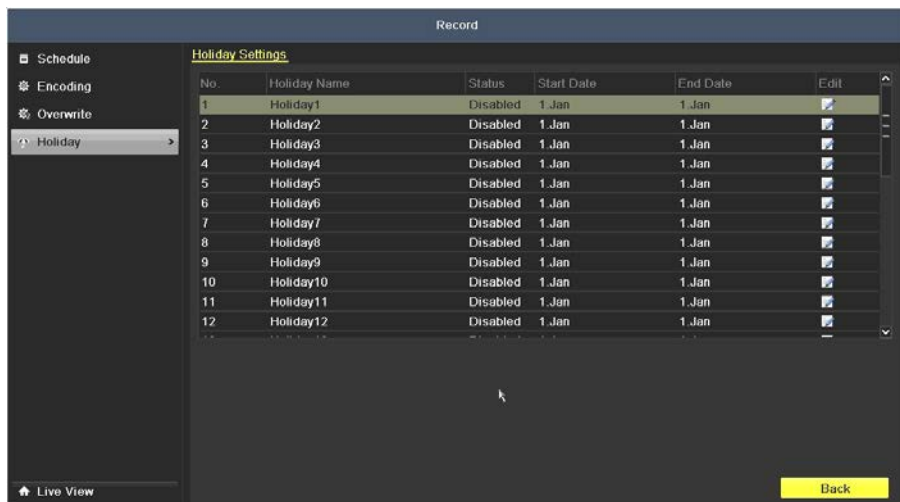 Record
Schedule
Encoding
Overwrite
Holiday
Live View
Holiday Settings
No. Holiday Name Status Start Date End Date Edit
1 Holiday1 Disabled 1.Jan 1.Jan
2 Holiday2 Disabled 1.Jan 1.Jan
3 Holiday3 Disabled 1.Jan 1.Jan
4 Holiday4 Disabled 1.Jan 1.Jan
5 Holiday5 Disabled 1.Jan 1.Jan
6 Holiday6 Disabled 1.Jan 1.Jan
7 Holiday7 Disabled 1.Jan 1.Jan
8 Holiday8 Disabled 1.Jan 1.Jan
9 Holiday9 Disabled 1.Jan 1.Jan
10 Holiday10 Disabled 1.Jan 1.Jan
11 Holiday11 Disabled 1.Jan 1.Jan
12 Holiday12 Disabled 1.Jan 1.Jan
Back